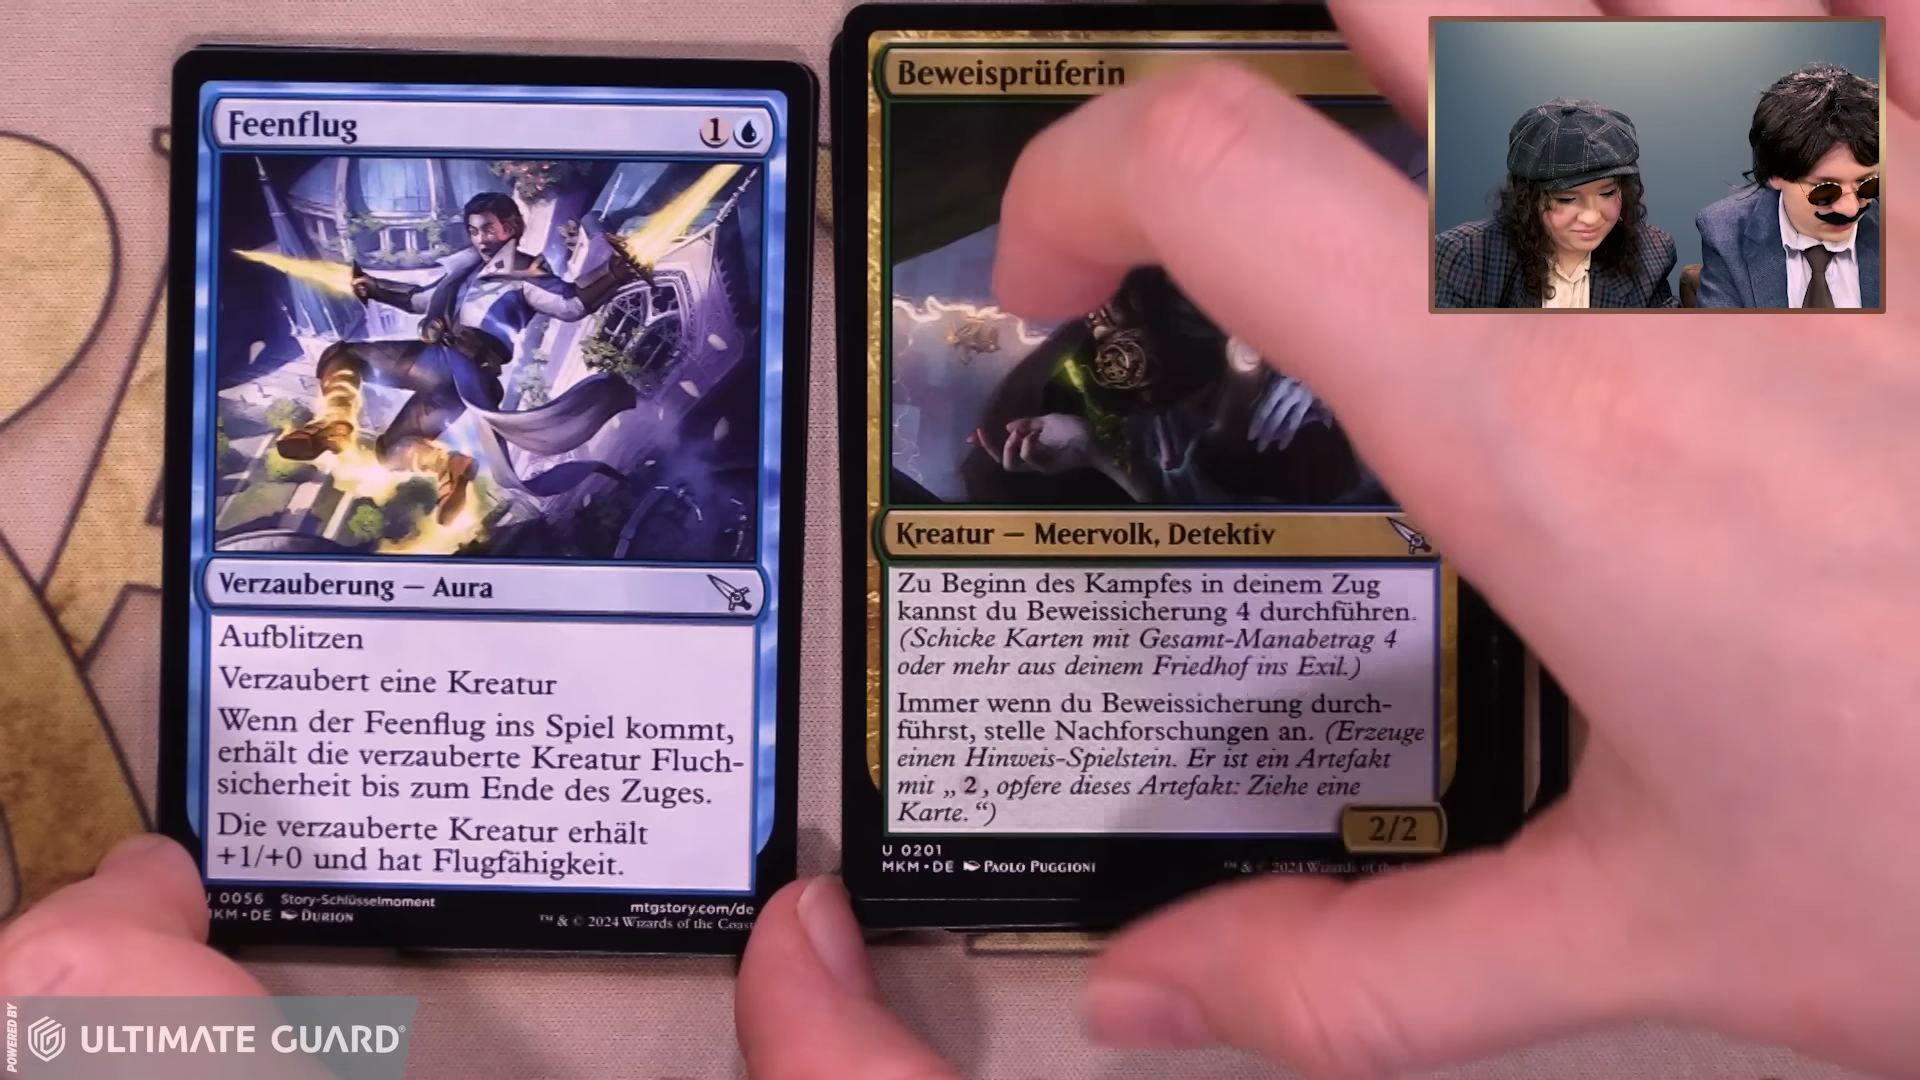 Feenflug
1
Verzauberung — Aura
Aufblitzen
Verzaubert eine Kreatur
Wenn der Feenflug ins Spiel kommt,
erhält die verzauberte Kreatur Fluch-
sicherheit bis zum Ende des Zuges.
Die verzauberte Kreatur erhält
+1/+0 und hat Flugfähigkeit.
0056 Story-Schlüsselmoment
mtgstory.com/de
DE DURION
™ & © 2024 Wizards of the
Beweisprüferin
Kreatur — Meervolk, Detektiv
Zu Beginn des Kampfes in deinem Zug
kannst du Beweissicherung 4 durchführen.
(Schicke Karten mit Gesamt-Manabetrag 4
oder mehr aus deinem Friedhof ins Exil.)
Immer wenn du Beweissicherung durch-
führst, stelle Nachforschungen an. (Erzeuge
einen Hinweis-Spielstein. Er ist ein Artefakt
mit „2, opfere dieses Artefakt: Ziehe eine
Karte.“)
2/2
U 0201
MKM • DE PAOLO PUGGIONI
™ & © 2024 Wizards of the
POWERED BY
ULTIMATE GUARD®